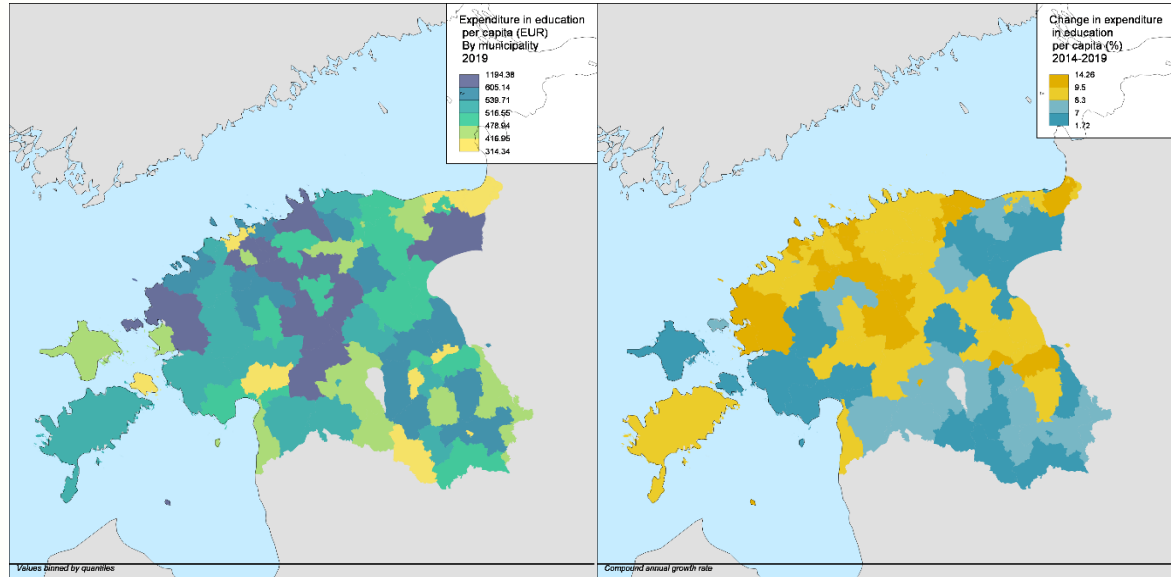 Expenditure in education
per capita (EUR)
By municipality
2019
1194.38
605.14
539.71
516.55
478.94
416.95
314.34
Values binned by quantiles
Change in expenditure
in education
per capita (%)
2014-2019
14.26
9.5
8.3
7
1.72
Compound annual growth rate